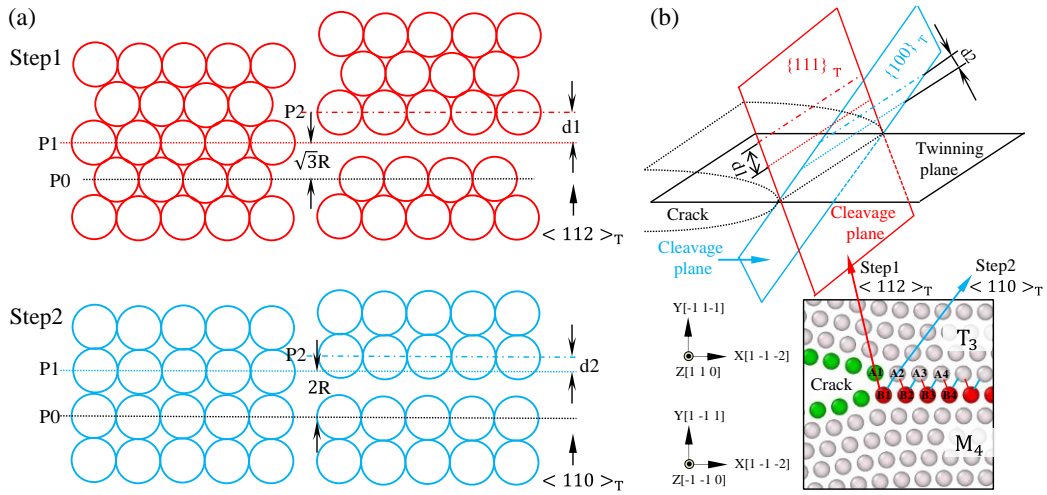 (a)
Step1
P1
P0
P2
√3R
d1
< 112 >T
Step2
P1
P0
P2
2R
d2
< 110 >T
(b)
{111} T
{100} T
d2
d1
Twinning
plane
Crack
Cleavage
plane
Cleavage
plane
Step1
< 112 >T
Step2
< 110 >T
Y[-1 1-1]
X[1 -1 -2]
Z[1 1 0]
Y[1 -1 1]
X[1 -1 -2]
Z[-1 -1 0]
T3
A1 A2 A3 A4
Crack
B1 B2 B3 B4
M4